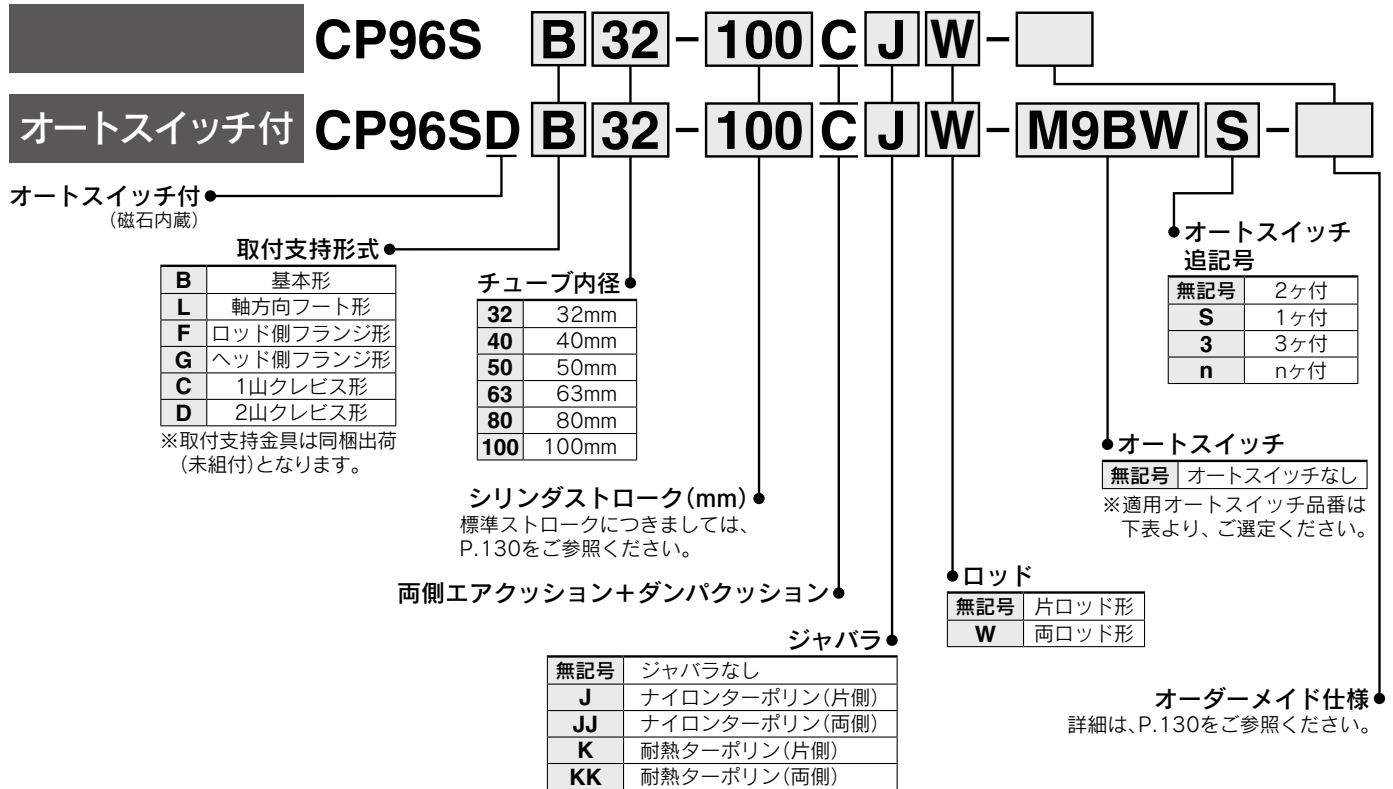 CP96S B 32-100 C J W-
オートスイッチ付 CP96SD B 32-100 C J W-M9BW S-
オートスイッチ付
（磁石内蔵）
取付支持形式
B 基本形
L 軸方向フート形
F ロッド側フランジ形
G ヘッド側フランジ形
C 1山クレビス形
D 2山クレビス形
※取付支持金具は同梱出荷
（未組付）となります。
チューブ内径
32 32mm
40 40mm
50 50mm
63 63mm
80 80mm
100 100mm
シリンダストローク(mm)
標準ストロークにつきましては、
P.130をご参照ください。
両側エアクッション＋ダンパクッション
ジャバラ
無記号 ジャバラなし
J ナイロンターポリン（片側）
JJ ナイロンターポリン（両側）
K 耐熱ターポリン（片側）
KK 耐熱ターポリン（両側）
ロッド
無記号 片ロッド形
W 両ロッド形
オートスイッチ
無記号 オートスイッチなし
※適用オートスイッチ品番は
下表より、ご選定ください。
オートスイッチ
追記号
無記号 2ヶ付
S 1ヶ付
3 3ヶ付
n nヶ付
オーダーメイド仕様
詳細は、P.130をご参照ください。